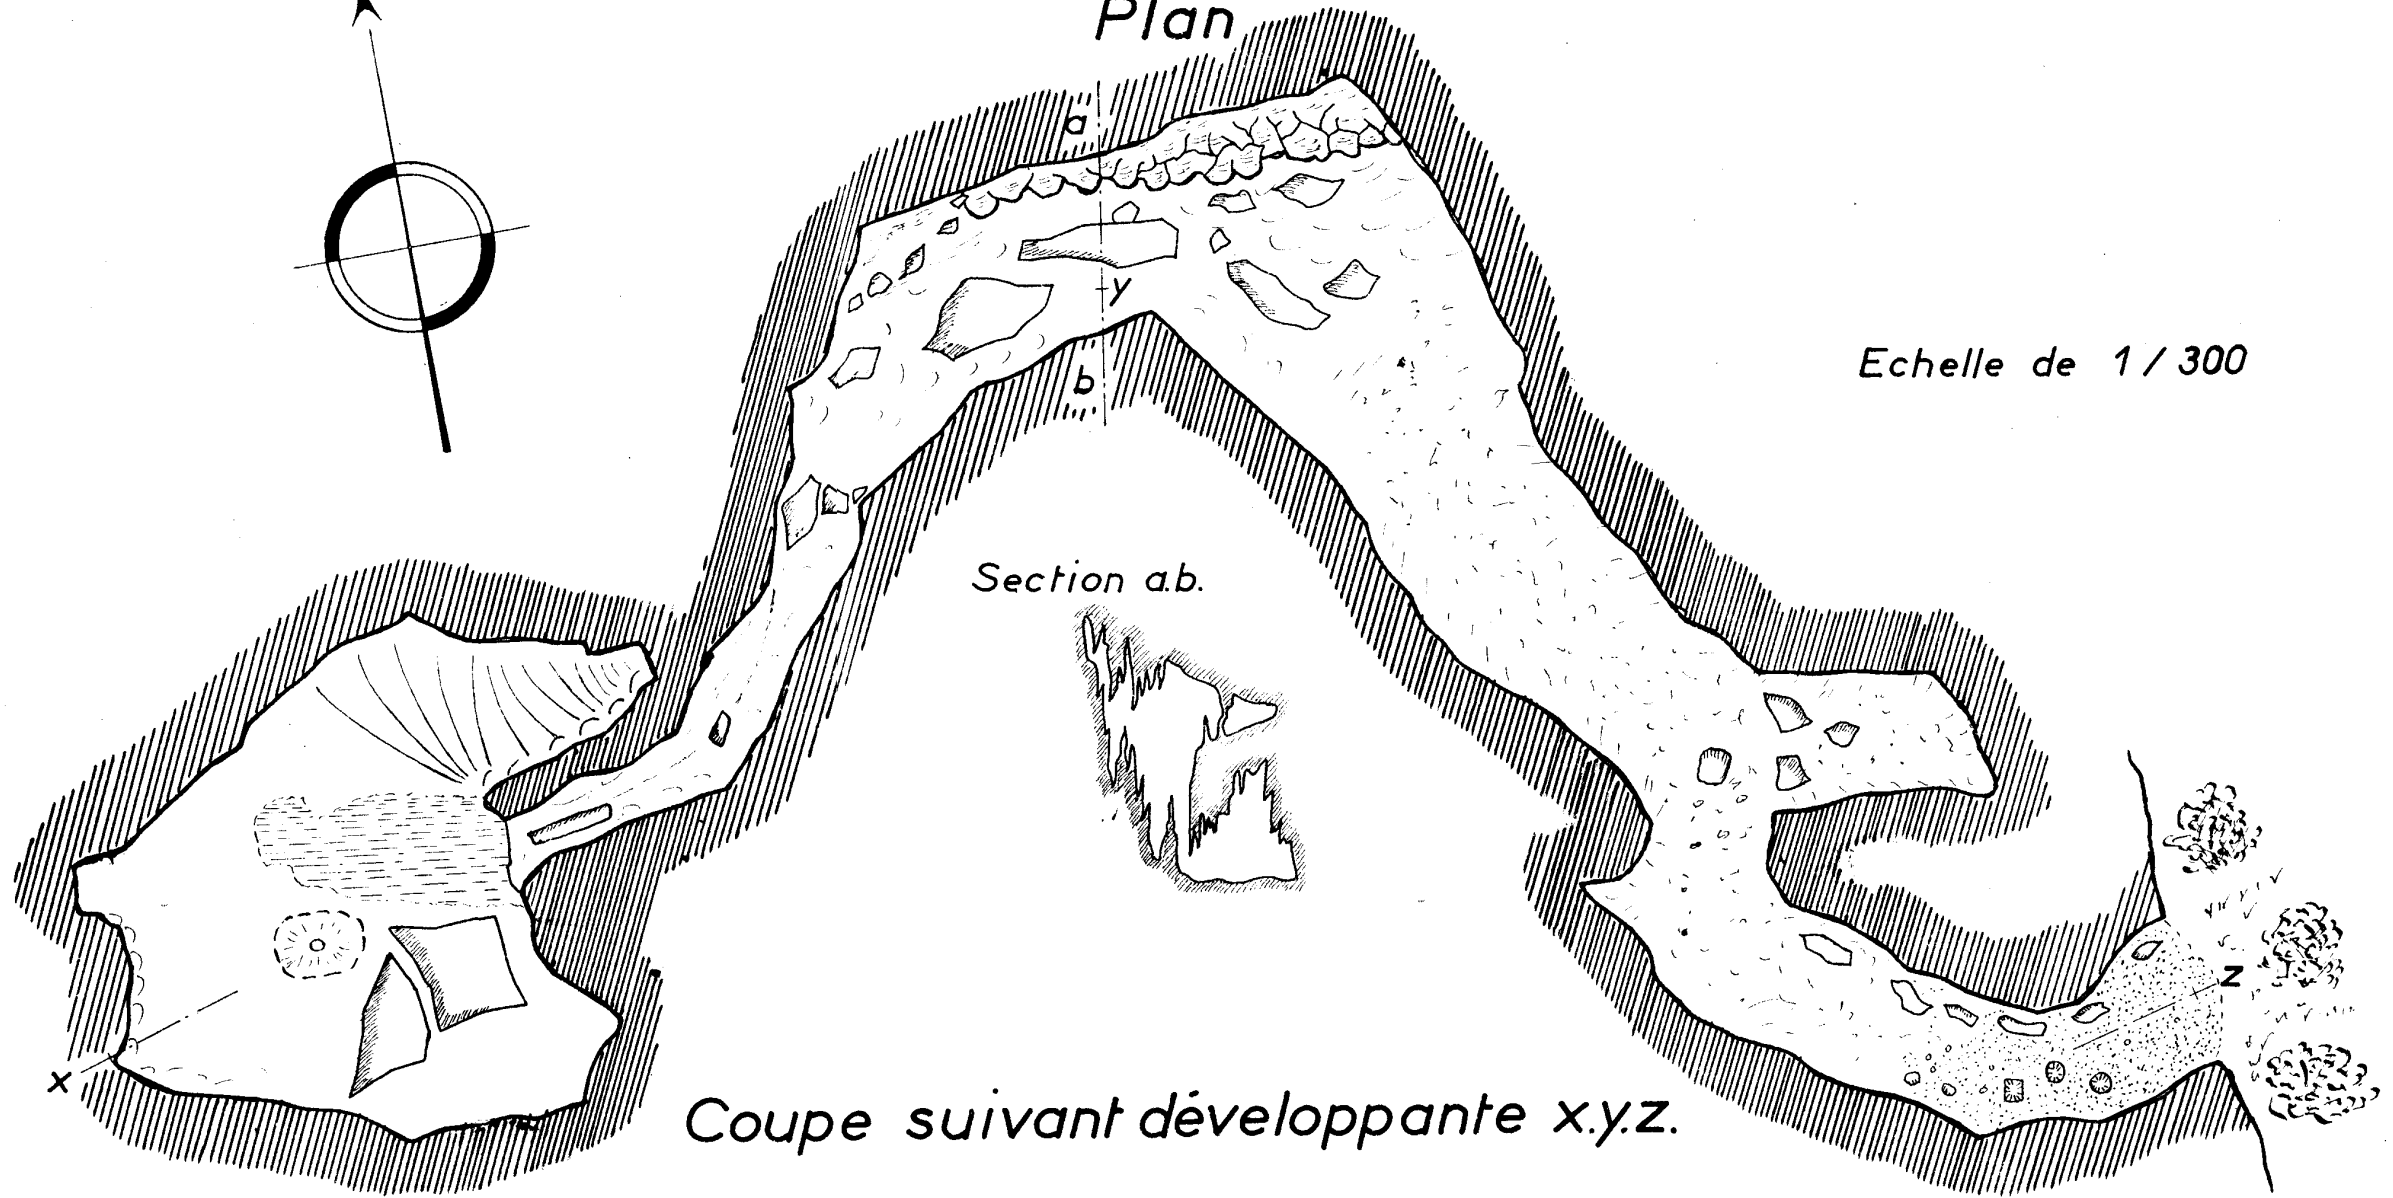 Plan
a
y
b
Echelle de 1 / 300
Section a.b.
z
x
Coupe suivant développante x.y.z.